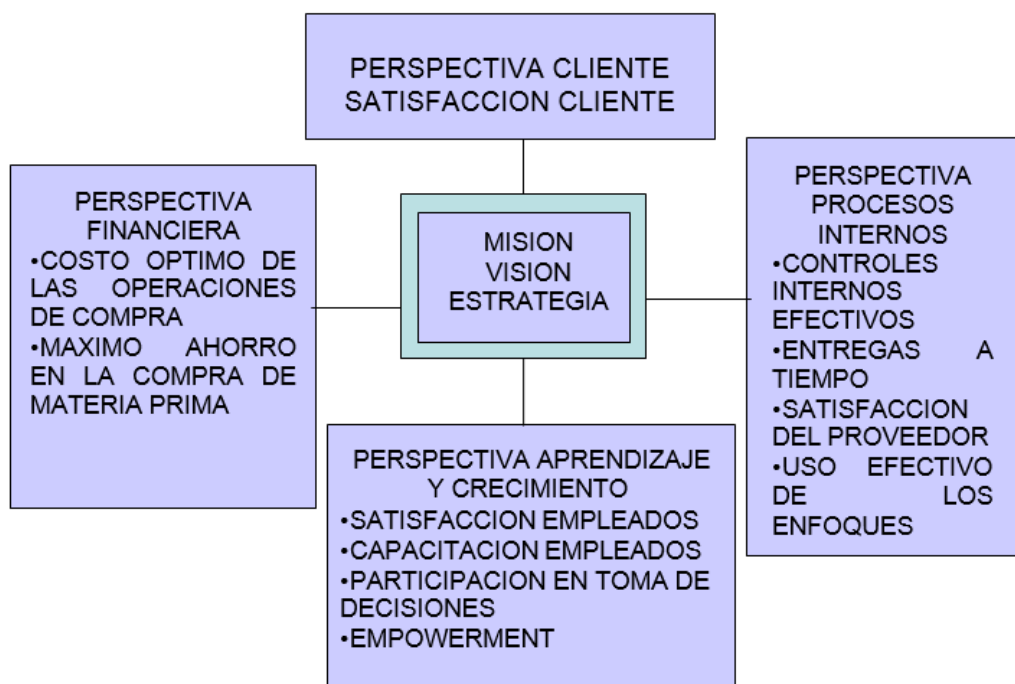 PERSPECTIVA CLIENTE
SATISFACCION CLIENTE
PERSPECTIVA
FINANCIERA
•COSTO OPTIMO DE
LAS OPERACIONES
DE COMPRA
•MAXIMO AHORRO
EN LA COMPRA DE
MATERIA PRIMA
MISION
VISION
ESTRATEGIA
PERSPECTIVA
PROCESOS
INTERNOS
•CONTROLES
INTERNOS
EFECTIVOS
•ENTREGAS A
TIEMPO
•SATISFACCION
DEL PROVEEDOR
•USO EFECTIVO
DE LOS
ENFOQUES
PERSPECTIVA APRENDIZAJE
Y CRECIMIENTO
•SATISFACCION EMPLEADOS
•CAPACITACION EMPLEADOS
•PARTICIPACION EN TOMA DE
DECISIONES
•EMPOWERMENT